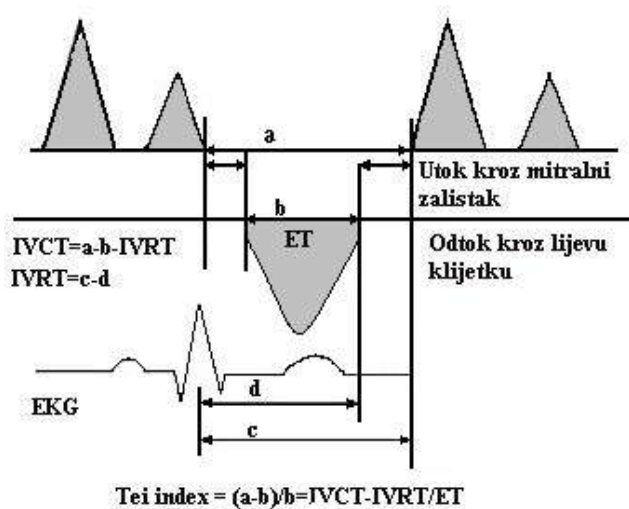 a
Utok kroz mitralni
zalistak
b
IVCT=a-b-IVRT
ET
Odtok kroz lijevu
klijetku
IVRT=c-d
d
EKG
c
Tei index = (a-b)/b=IVCT-IVRT/ET